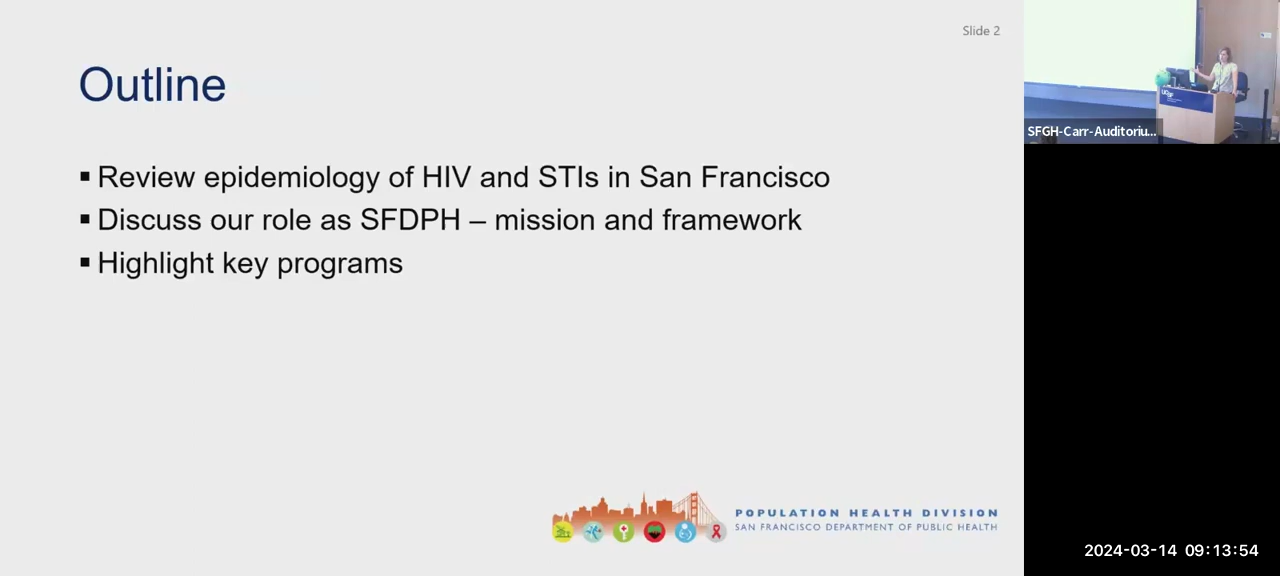 Slide 2
Outline
▪ Review epidemiology of HIV and STIs in San Francisco
▪ Discuss our role as SFDPH – mission and framework
▪ Highlight key programs
POPULATION HEALTH DIVISION
SAN FRANCISCO DEPARTMENT OF PUBLIC HEALTH
UCSF
SFGH-Carr-Auditoriu...
2024-03-14 09:13:54